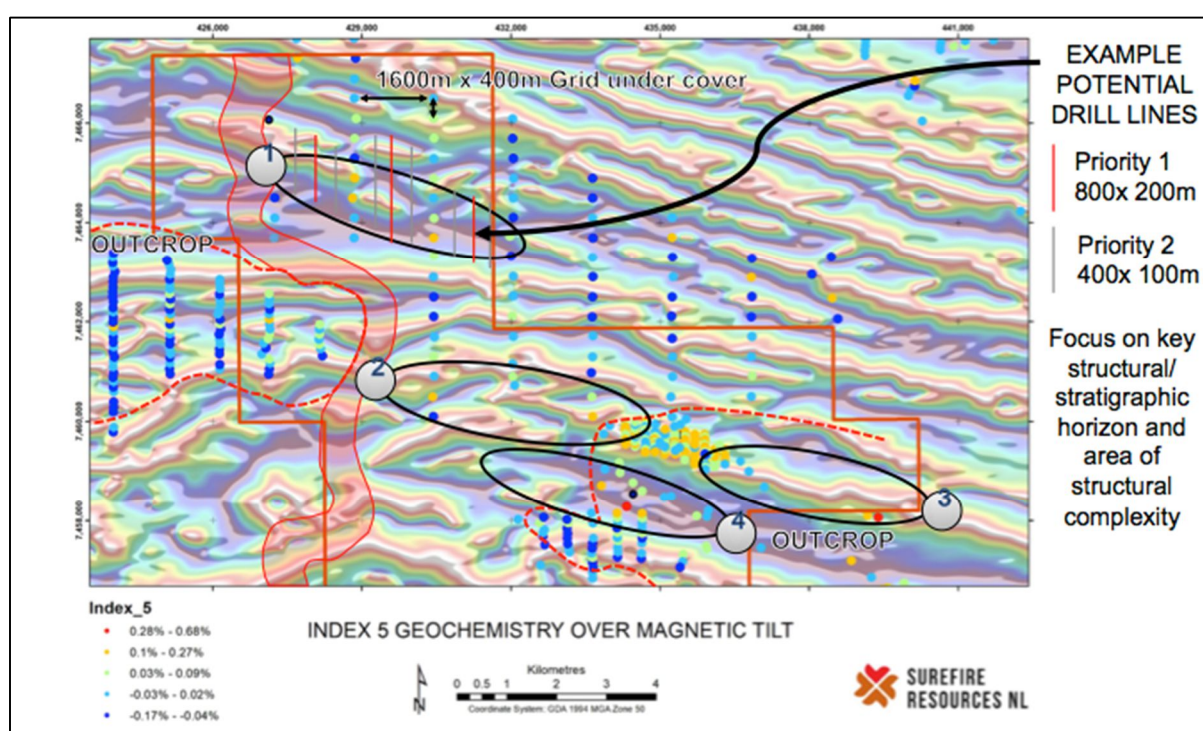 426,000
429,000
432,000
435,000
438,000
441,000
1600m x 400m Grid under cover
EXAMPLE
POTENTIAL
DRILL LINES
Priority 1
800x 200m
Priority 2
400x 100m
Focus on key
structural/
stratigraphic
horizon and
area of
structural
complexity
7,466,000
7,464,000
7,462,000
7,460,000
7,458,000
1
OUTCROP
2
3
4
OUTCROP
Index_5
0.28% - 0.68%
0.1% - 0.27%
0.03% - 0.09%
-0.03% - 0.02%
-0.17% - -0.04%
INDEX 5 GEOCHEMISTRY OVER MAGNETIC TILT
N
Kilometres
0 0.5 1 2 3 4
Coordinate System: GDA 1994 MGA Zone 50
SUREFIRE
RESOURCES NL